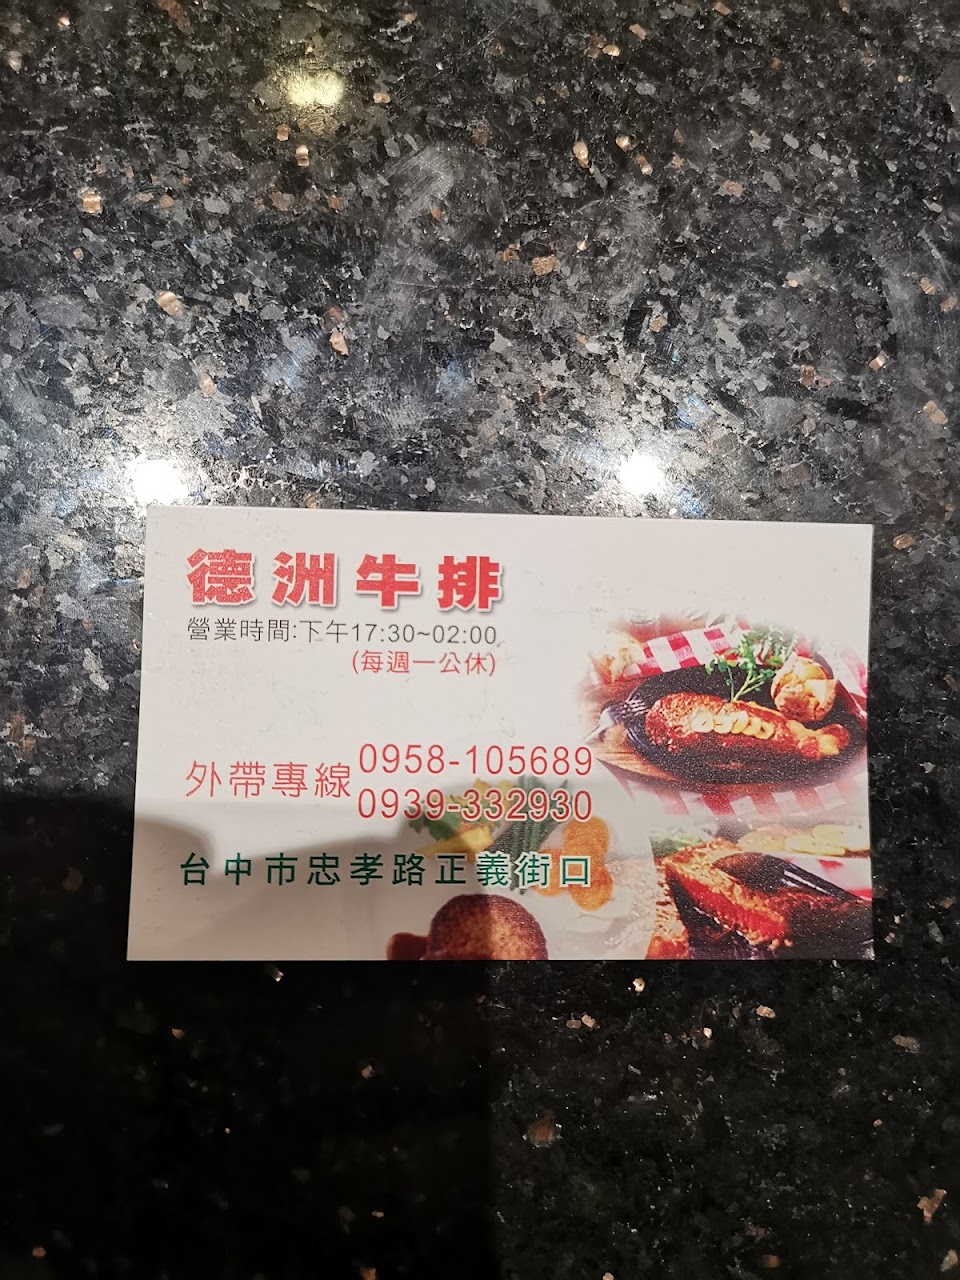 德洲牛排
營業時間:下午17:30~02:00
(每週一公休)
外帶專線 0958-105689
0939-332930
台中市忠孝路正義街口